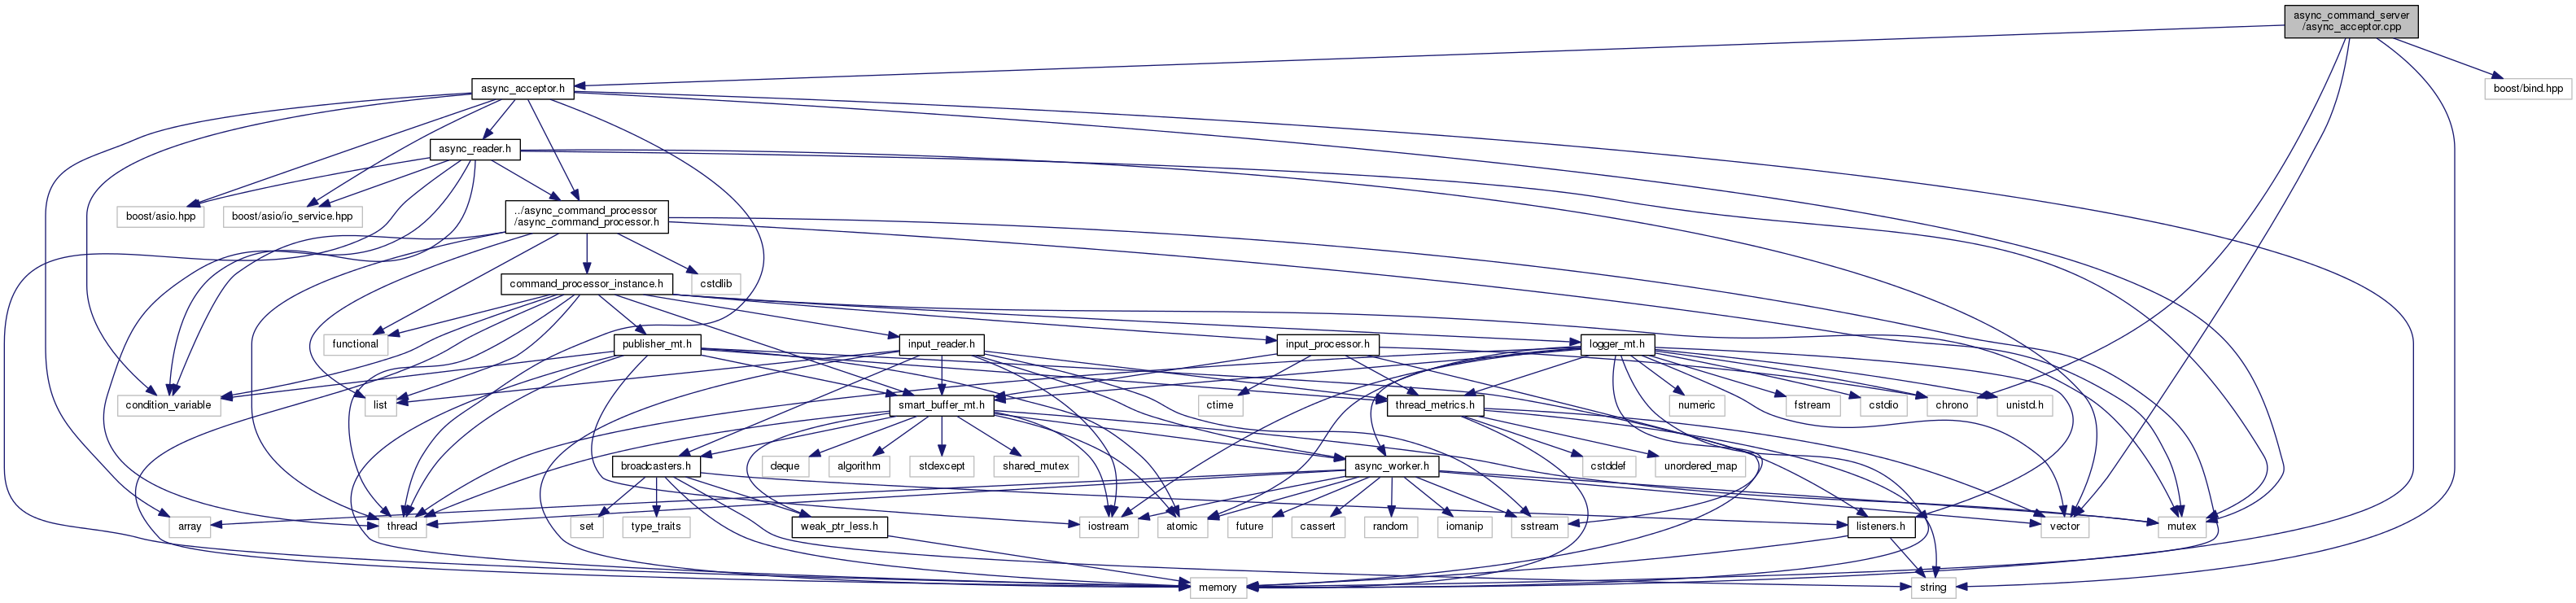 async_command_server
/async_acceptor.cpp
async_acceptor.h
boost/bind.hpp
async_reader.h
boost/asio.hpp
boost/asio/io_service.hpp
../async_command_processor
/async_command_processor.h
command_processor_instance.h
cstdlib
functional
publisher_mt.h
input_reader.h
input_processor.h
logger_mt.h
condition_variable
list
smart_buffer_mt.h
ctime
thread_metrics.h
numeric
fstream
cstdio
chrono
unistd.h
broadcasters.h
deque
algorithm
stdexcept
shared_mutex
async_worker.h
cstddef
unordered_map
array
thread
set
type_traits
weak_ptr_less.h
iostream
atomic
future
cassert
random
iomanip
sstream
listeners.h
vector
mutex
memory
string